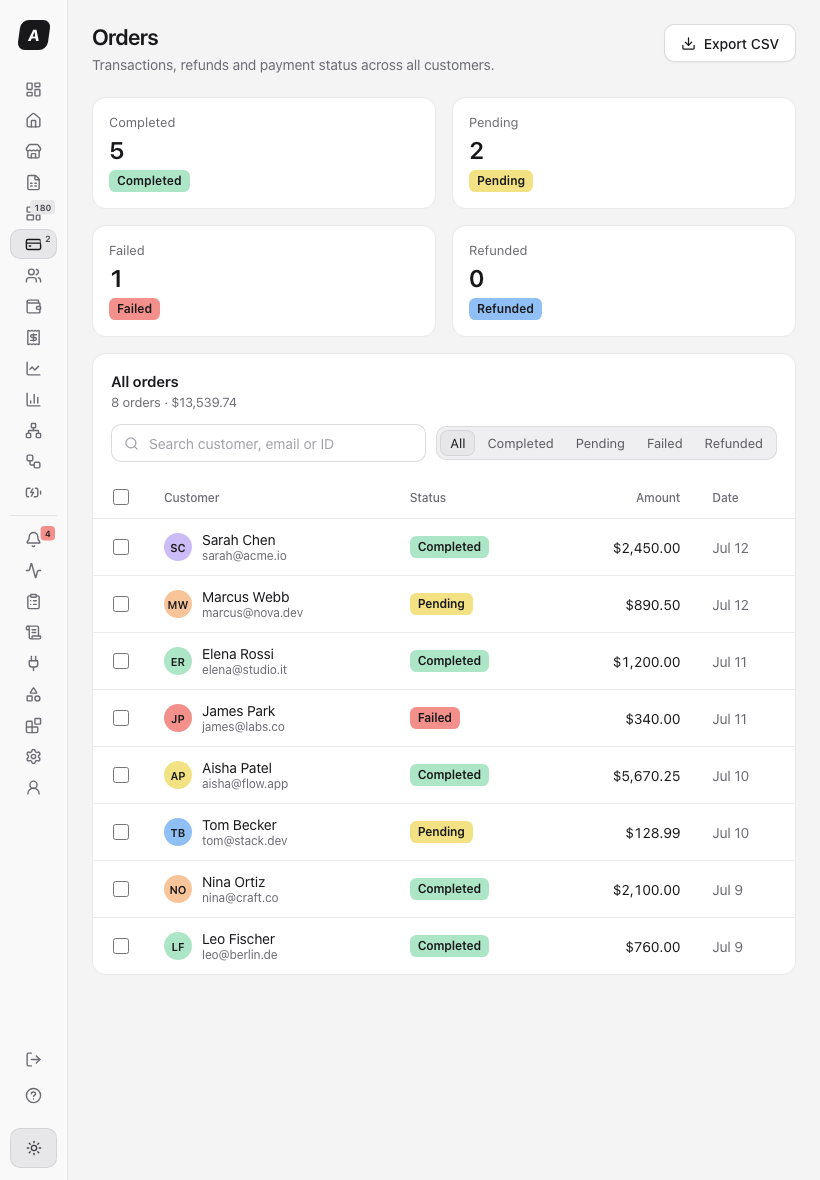 A
180
2
4
Orders
Transactions, refunds and payment status across all customers.
Export CSV
Completed
5
Completed
Pending
2
Pending
Failed
1
Failed
Refunded
0
Refunded
All orders
8 orders · $13,539.74
Search customer, email or ID
All Completed Pending Failed Refunded
Customer Status Amount Date
SC Sarah Chen Completed $2,450.00 Jul 12
sarah@acme.io
MW Marcus Webb Pending $890.50 Jul 12
marcus@nova.dev
ER Elena Rossi Completed $1,200.00 Jul 11
elena@studio.it
JP James Park Failed $340.00 Jul 11
james@labs.co
AP Aisha Patel Completed $5,670.25 Jul 10
aisha@flow.app
TB Tom Becker Pending $128.99 Jul 10
tom@stack.dev
NO Nina Ortiz Completed $2,100.00 Jul 9
nina@craft.co
LF Leo Fischer Completed $760.00 Jul 9
leo@berlin.de